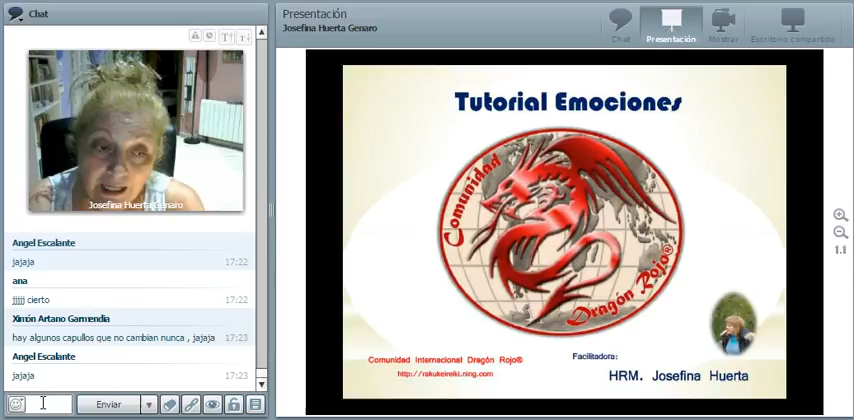 Chat
Josefina Huerta Genaro
Angel Escalante
jajaja
17:22
ana
jjjjj cierto
17:22
Ximón Artano Garmendia
hay algunos capullos que no cambian nunca , jajaja
17:23
Angel Escalante
jajaja
17:23
Enviar
Presentación
Josefina Huerta Genaro
Chat
Presentación
Mostrar
Escritorio compartido
Tutorial Emociones
Comunidad
Dragón Rojo®
Comunidad Internacional Dragón Rojo®
http://rakukeireiki.ning.com
Facilitadora:
HRM. Josefina Huerta
1.1